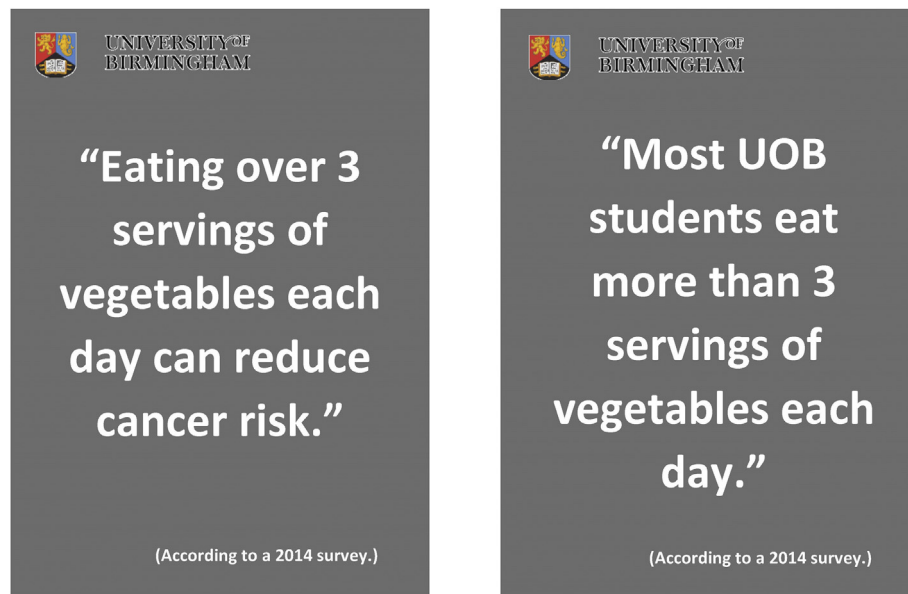 UNIVERSITY OF
BIRMINGHAM
“Eating over 3
servings of
vegetables each
day can reduce
cancer risk.”
(According to a 2014 survey.)
UNIVERSITY OF
BIRMINGHAM
“Most UOB
students eat
more than 3
servings of
vegetables each
day.”
(According to a 2014 survey.)